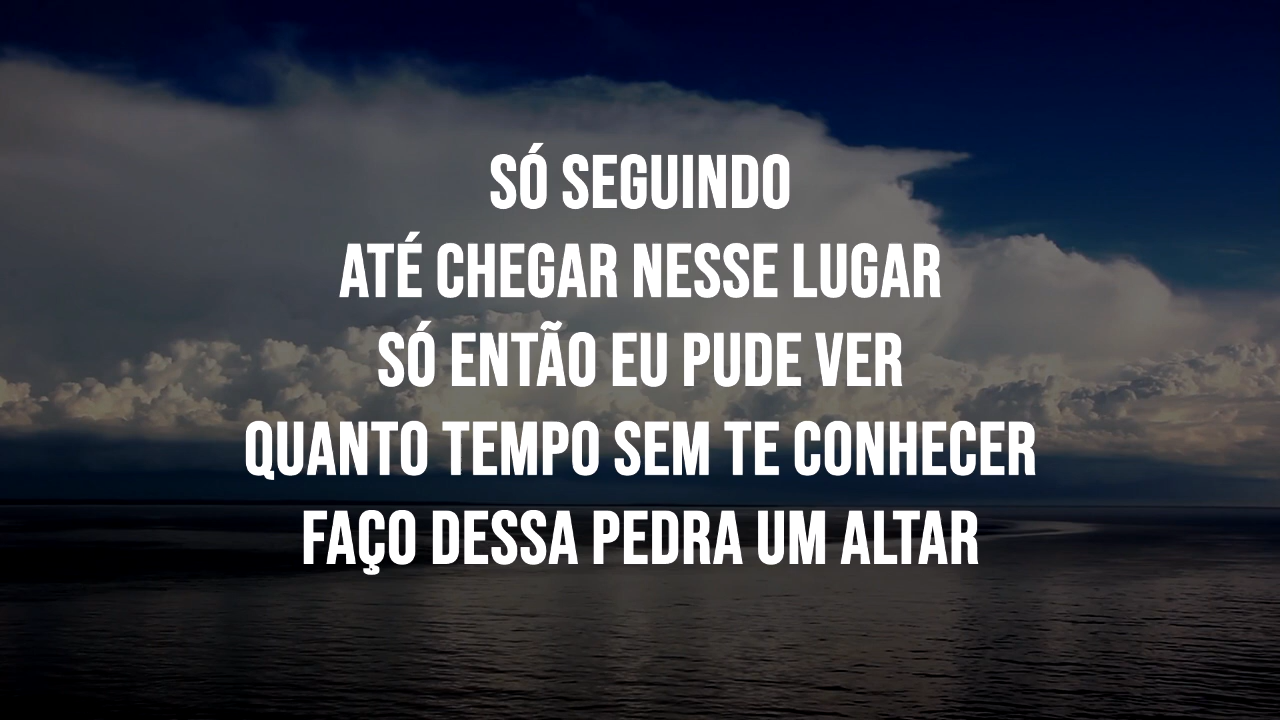 SÓ SEGUINDO
ATÉ CHEGAR NESSE LUGAR
SÓ ENTÃO EU PUDE VER
QUANTO TEMPO SEM TE CONHECER
FAÇO DESSA PEDRA UM ALTAR